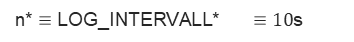 n* ≡ LOG_INTERVALL* ≡ 10s